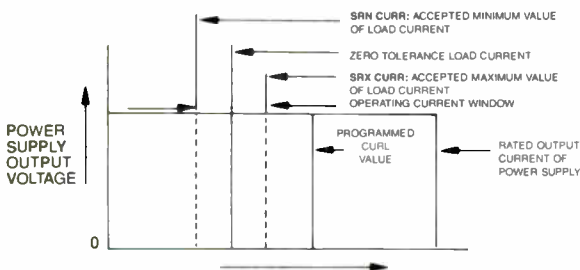 SRN CURR: ACCEPTED MINIMUM VALUE
OF LOAD CURRENT
ZERO TOLERANCE LOAD CURRENT
SRX CURR: ACCEPTED MAXIMUM VALUE
OF LOAD CURRENT
OPERATING CURRENT WINDOW
POWER
SUPPLY
OUTPUT
VOLTAGE
PROGRAMMED
CURL
VALUE
RATED OUTPUT
CURRENT OF
POWER SUPPLY
0